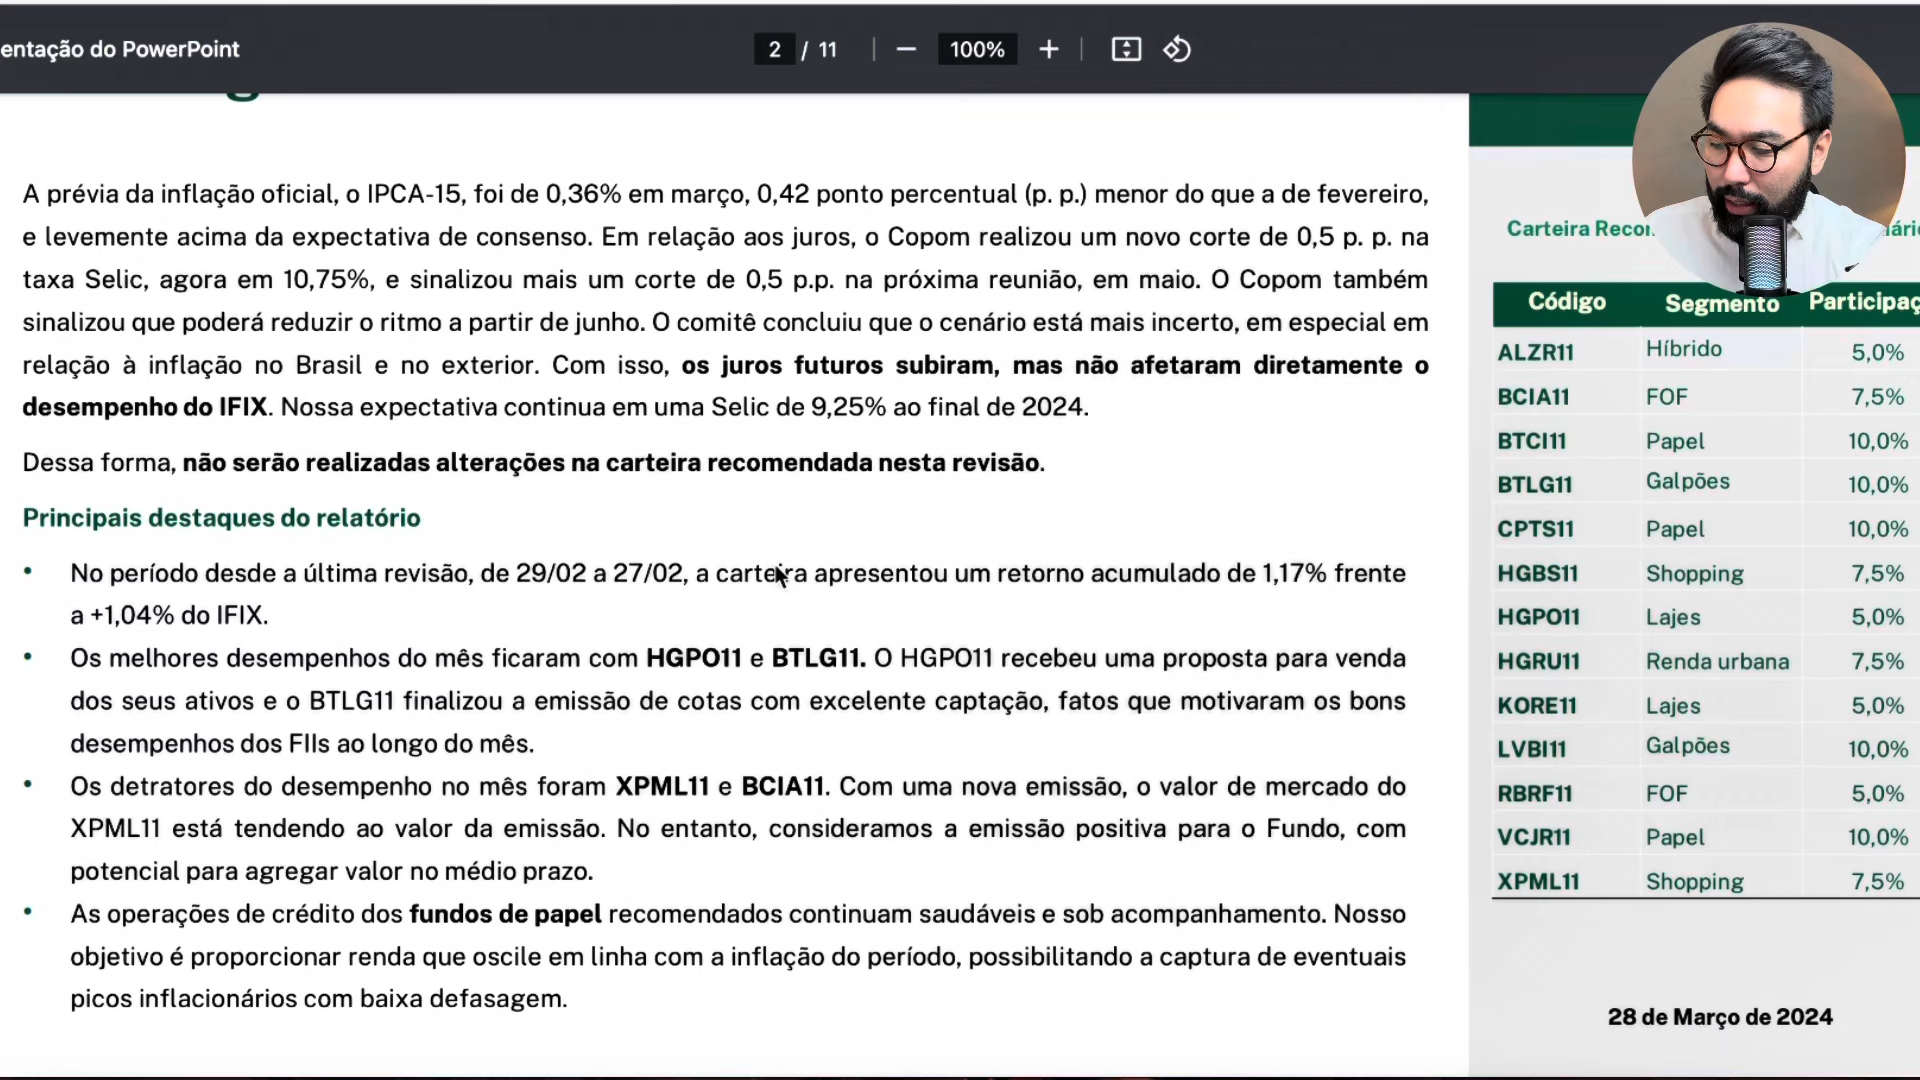 entação do PowerPoint
2 / 11
100%
A prévia da inflação oficial, o IPCA-15, foi de 0,36% em março, 0,42 ponto percentual (p. p.) menor do que a de fevereiro,
e levemente acima da expectativa de consenso. Em relação aos juros, o Copom realizou um novo corte de 0,5 p. p. na
taxa Selic, agora em 10,75%, e sinalizou mais um corte de 0,5 p.p. na próxima reunião, em maio. O Copom também
sinalizou que poderá reduzir o ritmo a partir de junho. O comitê concluiu que o cenário está mais incerto, em especial em
relação à inflação no Brasil e no exterior. Com isso, os juros futuros subiram, mas não afetaram diretamente o
desempenho do IFIX. Nossa expectativa continua em uma Selic de 9,25% ao final de 2024.
Dessa forma, não serão realizadas alterações na carteira recomendada nesta revisão.
Principais destaques do relatório
• No período desde a última revisão, de 29/02 a 27/02, a carteira apresentou um retorno acumulado de 1,17% frente
a +1,04% do IFIX.
• Os melhores desempenhos do mês ficaram com HGPO11 e BTLG11. O HGPO11 recebeu uma proposta para venda
dos seus ativos e o BTLG11 finalizou a emissão de cotas com excelente captação, fatos que motivaram os bons
desempenhos dos FIIs ao longo do mês.
• Os detratores do desempenho no mês foram XPML11 e BCIA11. Com uma nova emissão, o valor de mercado do
XPML11 está tendendo ao valor da emissão. No entanto, consideramos a emissão positiva para o Fundo, com
potencial para agregar valor no médio prazo.
• As operações de crédito dos fundos de papel recomendados continuam saudáveis e sob acompanhamento. Nosso
objetivo é proporcionar renda que oscile em linha com a inflação do período, possibilitando a captura de eventuais
picos inflacionários com baixa defasagem.
Carteira Recon
Código Segmento Participaç
ALZR11 Híbrido 5,0%
BCIA11 FOF 7,5%
BTCI11 Papel 10,0%
BTLG11 Galpões 10,0%
CPTS11 Papel 10,0%
HGBS11 Shopping 7,5%
HGPO11 Lajes 5,0%
HGRU11 Renda urbana 7,5%
KORE11 Lajes 5,0%
LVBI11 Galpões 10,0%
RBRF11 FOF 5,0%
VCJR11 Papel 10,0%
XPML11 Shopping 7,5%
28 de Março de 2024